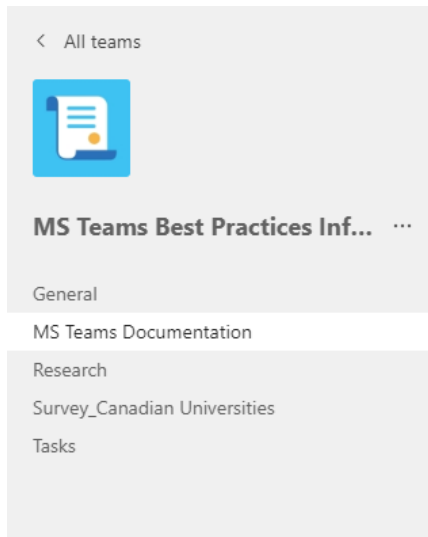 All teams
MS Teams Best Practices Inf... ...
General
MS Teams Documentation
Research
Survey_Canadian Universities
Tasks